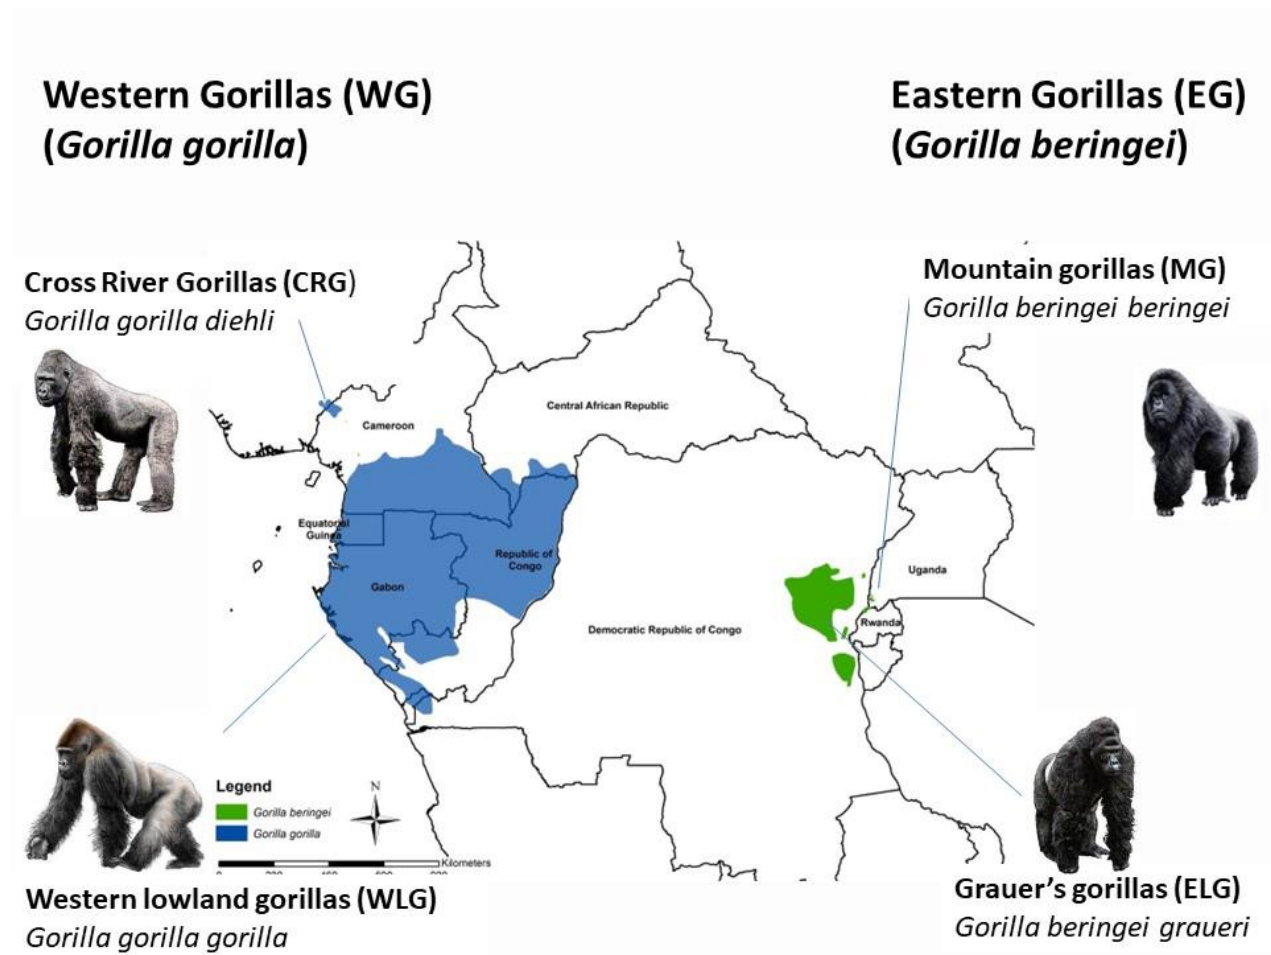 Western Gorillas (WG)
(Gorilla gorilla)
Eastern Gorillas (EG)
(Gorilla beringei)
Cross River Gorillas (CRG)
Gorilla gorilla diehli
Mountain gorillas (MG)
Gorilla beringei beringei
Central African Republic
Cameroon
Equatorial
Guinea
Republic of
Congo
Gabon
Uganda
Rwanda
Democratic Republic of Congo
Legend
Gorilla beringei
Gorilla gorilla
N
Kilometers
Western lowland gorillas (WLG)
Gorilla gorilla gorilla
Grauer’s gorillas (ELG)
Gorilla beringei graueri